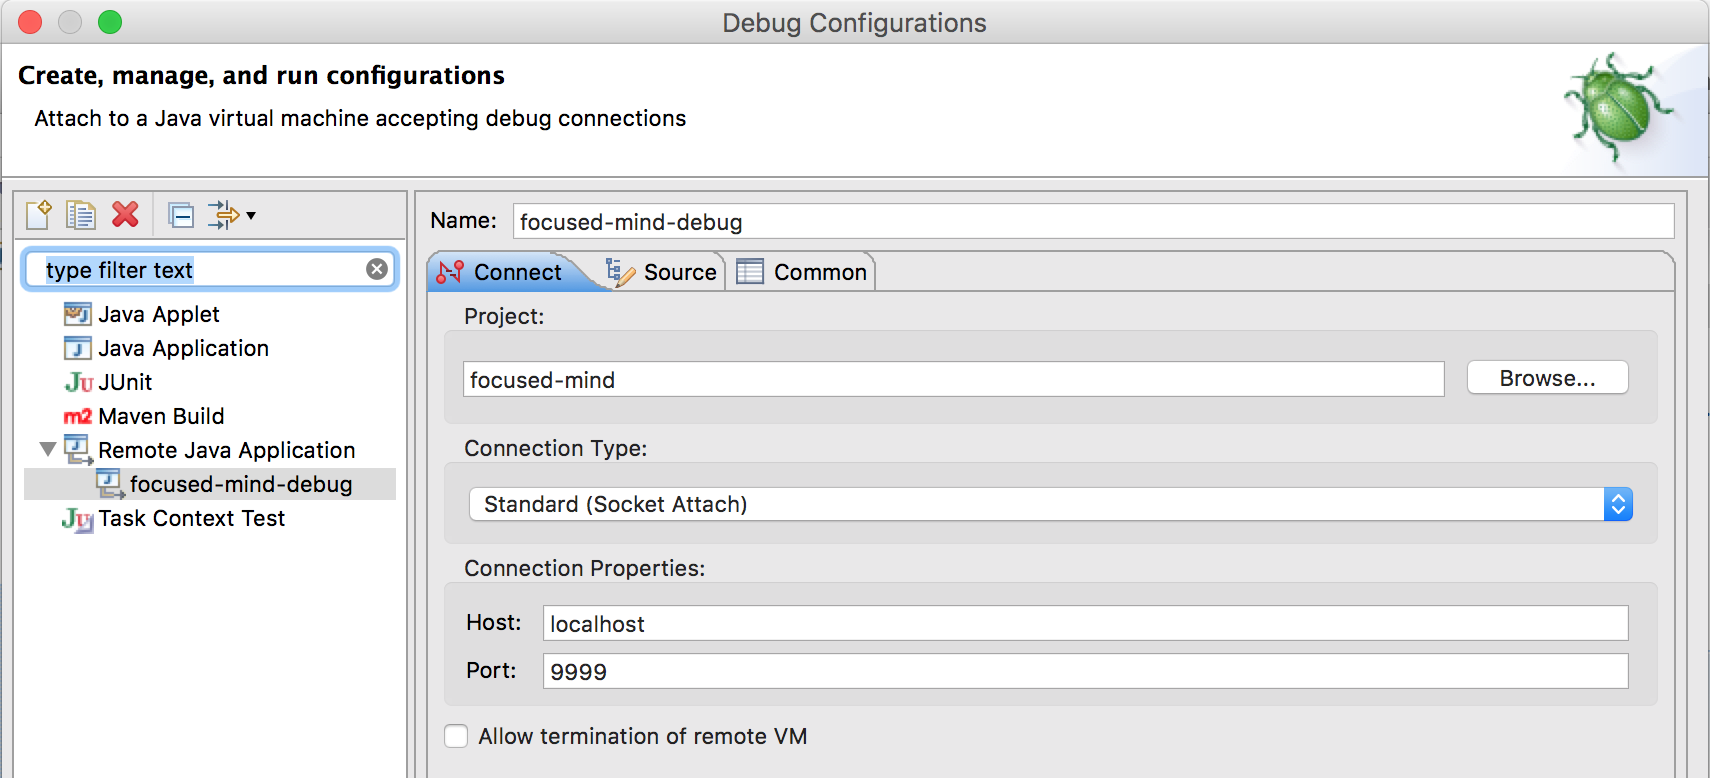 Debug Configurations
Create, manage, and run configurations
Attach to a Java virtual machine accepting debug connections
type filter text
Java Applet
Java Application
JU JUnit
m2 Maven Build
Remote Java Application
focused-mind-debug
JU Task Context Test
Name: focused-mind-debug
Connect Source Common
Project:
focused-mind Browse...
Connection Type:
Standard (Socket Attach)
Connection Properties:
Host: localhost
Port: 9999
Allow termination of remote VM